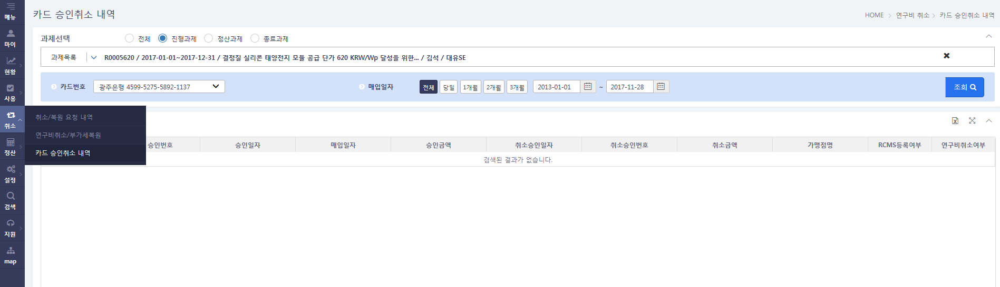 메뉴
마이
현황
사용
취소
정산
설정
검색
지원
map
취소/복원 요청 내역
연구비취소/부가세복원
카드 승인취소 내역
카드 승인취소 내역
HOME > 연구비 취소 > 카드 승인취소 내역
과제선택 전체 진행과제 정산과제 종료과제
과제목록 R0005620 / 2017-01-01~2017-12-31 / 결정질 실리콘 태양전지 모듈 공급 단가 620 KRW/Wp 달성을 위한... / 김석 / 대유SE
카드번호 광주은행 4599-5275-5892-1137 매입일자 전체 당일 1개월 2개월 3개월 2013-01-01 ~ 2017-11-28 조회
승인번호 승인일자 매입일자 승인금액 취소승인일자 취소승인번호 취소금액 가맹점명 RCMS등록여부 연구비취소여부
검색된 결과가 없습니다.